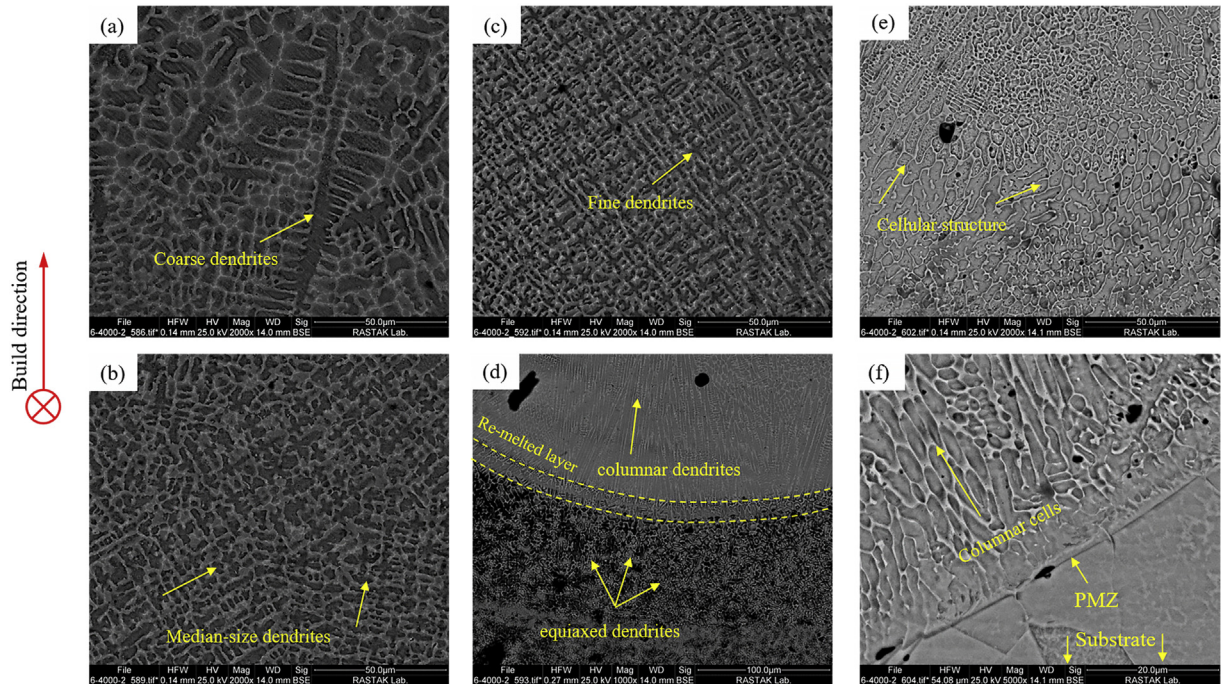 (a)
Coarse dendrites
File HFW HV Mag WD Sig 50.0μm
6-4000-2_586.tif* 0.14 mm 25.0 kV 2000x 14.0 mm BSE RASTAK Lab.
(c)
Fine dendrites
File HFW HV Mag WD Sig 50.0μm
6-4000-2_592.tif* 0.14 mm 25.0 kV 2000x 14.0 mm BSE RASTAK Lab.
(e)
Cellular structure
File HFW HV Mag WD Sig 50.0μm
6-4000-2_602.tif* 0.14 mm 25.0 kV 2000x 14.1 mm BSE RASTAK Lab.
Build direction
(b)
Median-size dendrites
File HFW HV Mag WD Sig 50.0μm
6-4000-2_589.tif* 0.14 mm 25.0 kV 2000x 14.0 mm BSE RASTAK Lab.
(d)
Re-melted layer
columnar dendrites
equiaxed dendrites
File HFW HV Mag WD Sig 100.0μm
6-4000-2_593.tif* 0.27 mm 25.0 kV 1000x 14.0 mm BSE RASTAK Lab.
(f)
Columnar cells
PMZ
Substrate
File HFW HV Mag WD Sig 20.0μm
6-4000-2_604.tif* 54.08 μm 25.0 kV 5000x 14.1 mm BSE RASTAK Lab.